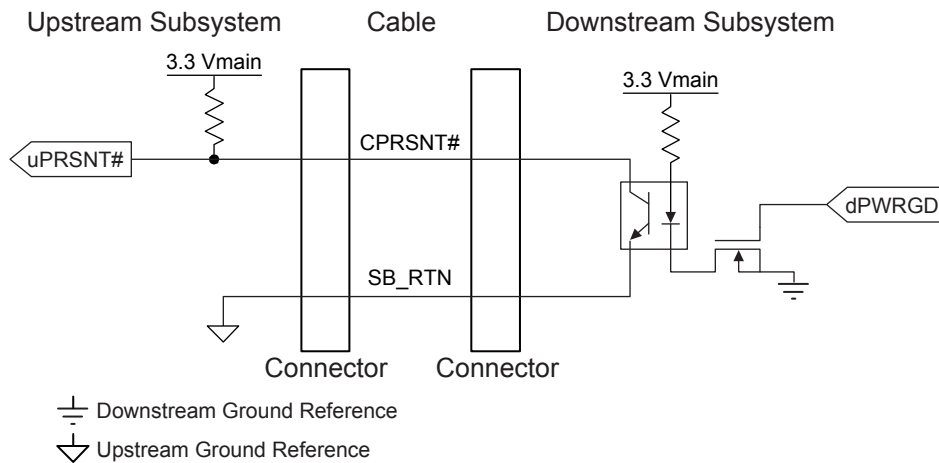 Upstream Subsystem Cable Downstream Subsystem
3.3 Vmain
3.3 Vmain
CPRSNT#
uPRSNT#
dPWRGD
SB_RTN
Connector Connector
Downstream Ground Reference
Upstream Ground Reference